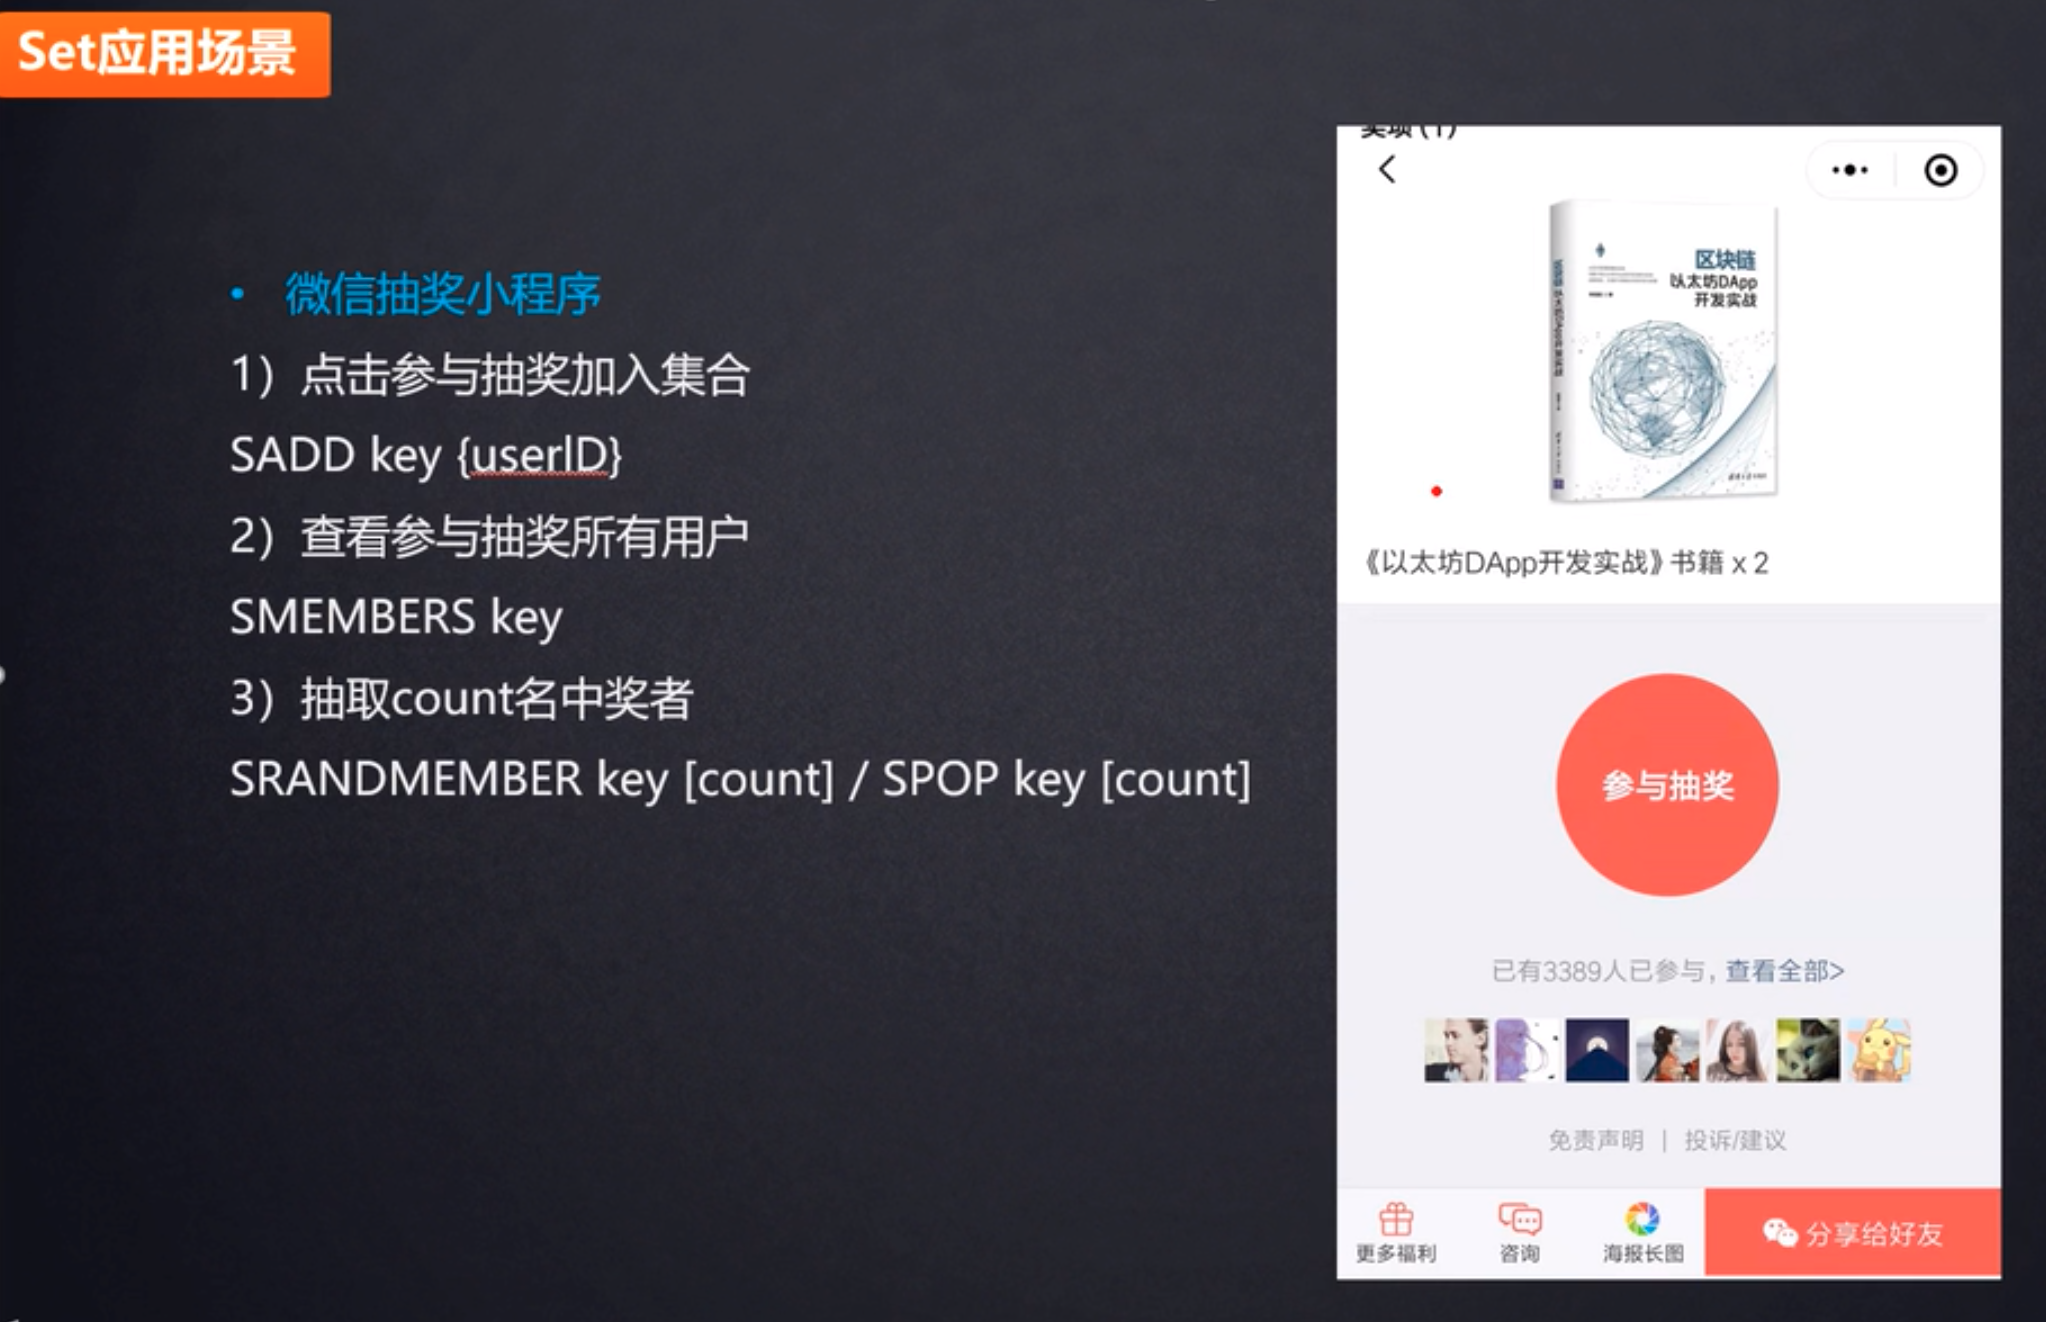 Set应用场景
• 微信抽奖小程序
1）点击参与抽奖加入集合
SADD key {userID}
2）查看参与抽奖所有用户
SMEMBERS key
3）抽取count名中奖者
SRANDMEMBER key [count] / SPOP key [count]
奖项 (1)
区块链
以太坊DApp
开发实战
《以太坊DApp开发实战》书籍 x 2
参与抽奖
已有3389人已参与, 查看全部>
免责声明 | 投诉/建议
更多福利
咨询
海报长图
分享给好友